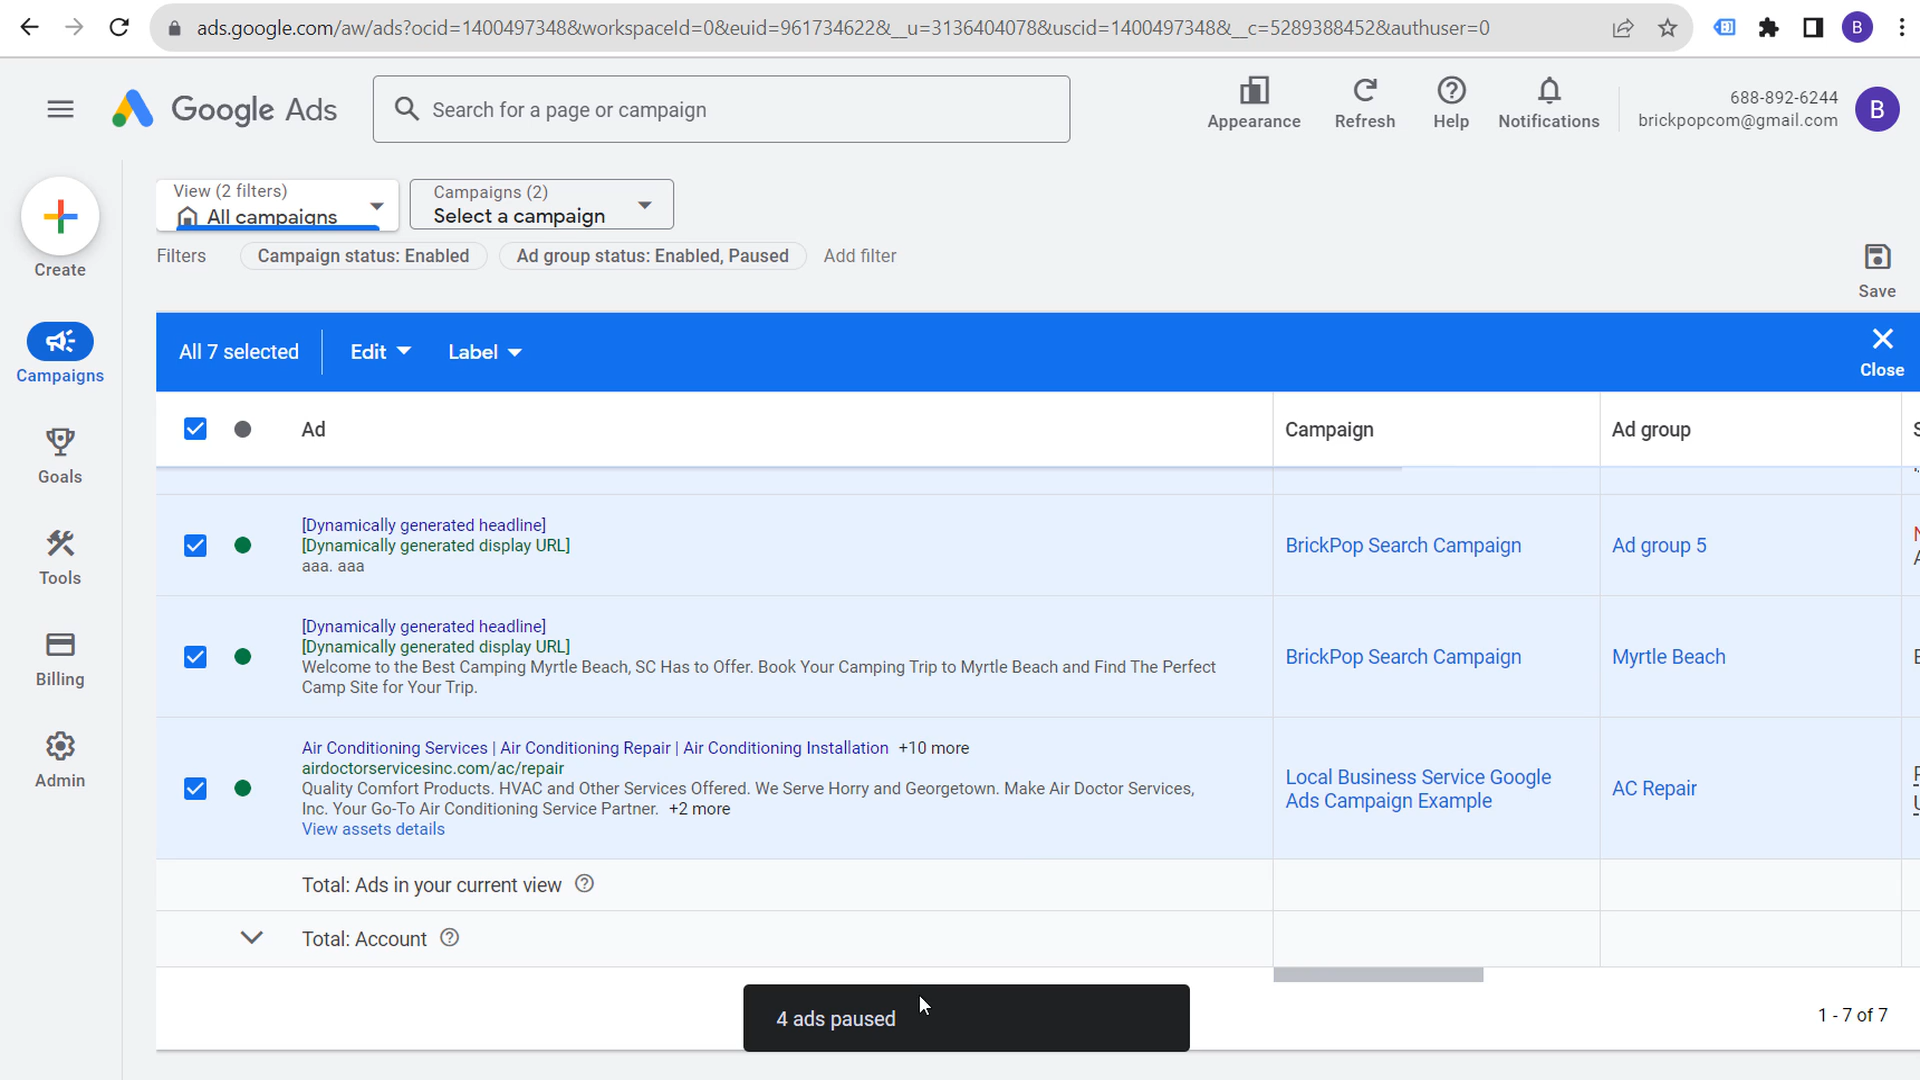 ads.google.com/aw/ads?ocid=1400497348&workspaceId=0&euid=961734622&__u=3136404078&uscid=1400497348&__c=5289388452&authuser=0
B
Google Ads
Search for a page or campaign
Appearance
Refresh
Help
Notifications
688-892-6244
brickpopcom@gmail.com
B
Create
Campaigns
Goals
Tools
Billing
Admin
View (2 filters)
All campaigns
Campaigns (2)
Select a campaign
Filters
Campaign status: Enabled
Ad group status: Enabled, Paused
Add filter
Save
All 7 selected
Edit
Label
Close
Ad
Campaign
Ad group
[Dynamically generated headline]
[Dynamically generated display URL]
aaa. aaa
BrickPop Search Campaign
Ad group 5
[Dynamically generated headline]
[Dynamically generated display URL]
Welcome to the Best Camping Myrtle Beach, SC Has to Offer. Book Your Camping Trip to Myrtle Beach and Find The Perfect
Camp Site for Your Trip.
BrickPop Search Campaign
Myrtle Beach
Air Conditioning Services | Air Conditioning Repair | Air Conditioning Installation +10 more
airdoctorservicesinc.com/ac/repair
Quality Comfort Products. HVAC and Other Services Offered. We Serve Horry and Georgetown. Make Air Doctor Services,
Inc. Your Go-To Air Conditioning Service Partner. +2 more
View assets details
Local Business Service Google
Ads Campaign Example
AC Repair
Total: Ads in your current view
Total: Account
4 ads paused
1 - 7 of 7